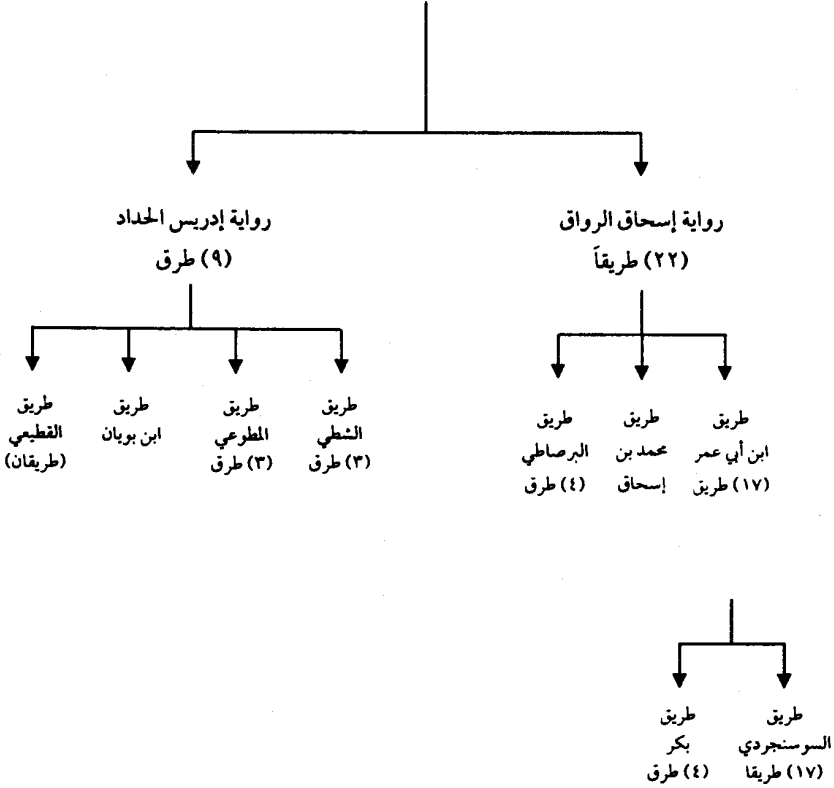 رواية إسحاق الرواق
(٢٢) طريقاً
رواية إدريس الحداد
(٩) طرق
طريق
ابن أبي عمر
(١٧) طريق
طريق
محمد بن
إسحاق
طريق
البرصاطي
(٤) طرق
طريق
الشطي
(٣) طرق
طريق
المطوعي
(٣) طرق
طريق
ابن بويان
طريق
القطيعي
(طريقان)
طريق
السوسنجردي
(١٧) طريقا
طريق
بكر
(٤) طرق